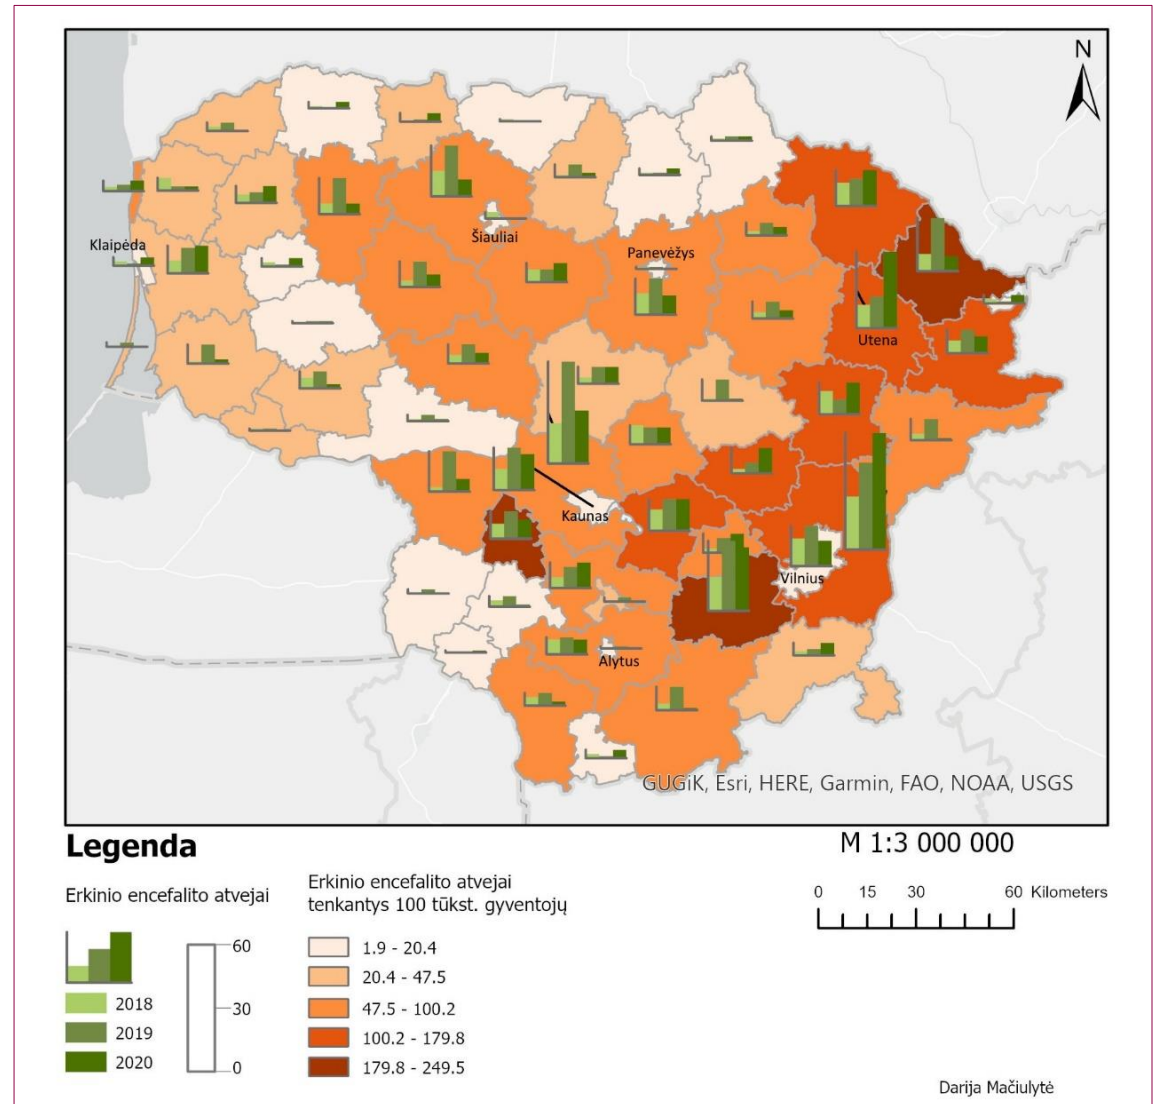 N
Klaipėda
Šiauliai
Panevėžys
Utena
Kaunas
Vilnius
Alytus
GUGiK, Esri, HERE, Garmin, FAO, NOAA, USGS
Legenda
M 1:3 000 000
Erkinio encefalito atvejai
60
30
0
2018
2019
2020
Erkinio encefalito atvejai
tenkantys 100 tūkst. gyventojų
1.9 - 20.4
20.4 - 47.5
47.5 - 100.2
100.2 - 179.8
179.8 - 249.5
0 15 30 60 Kilometers
Darija Mačiulytė